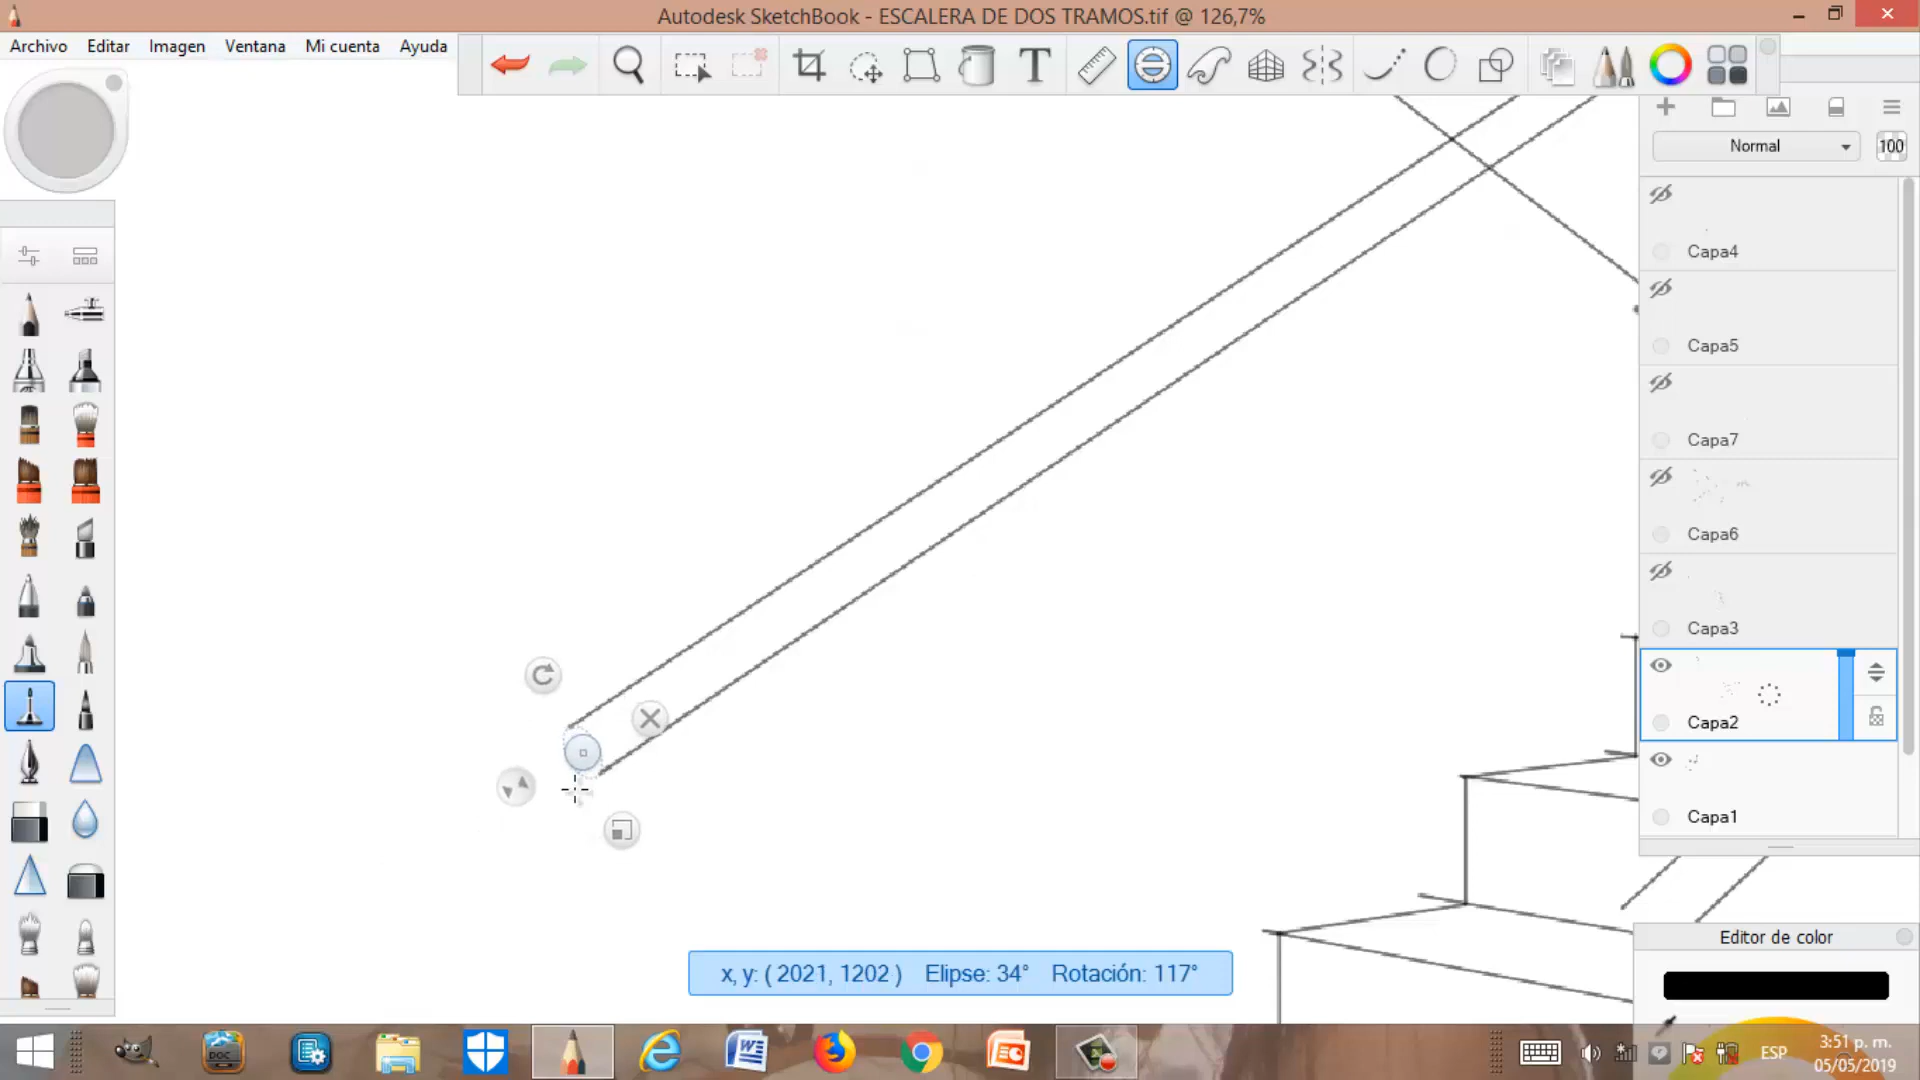 Autodesk SketchBook - ESCALERA DE DOS TRAMOS.tif @ 126,7%
Archivo Editar Imagen Ventana Mi cuenta Ayuda
T
Normal 100
Capa4
Capa5
Capa7
Capa6
Capa3
Capa2
Capa1
Editor de color
x, y: ( 2021, 1202 ) Elipse: 34° Rotación: 117°
DOC
ESP
3:51 p. m.
05/05/2019